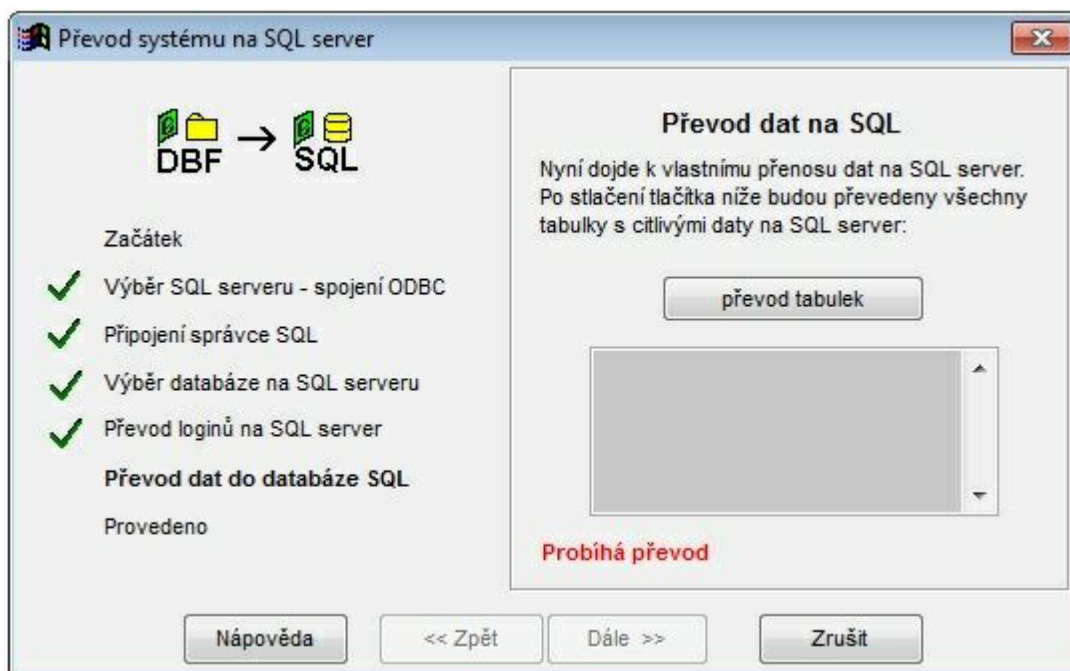 Převod systému na SQL server
DBF → SQL
Začátek
Výběr SQL serveru - spojení ODBC
Připojení správce SQL
Výběr databáze na SQL serveru
Převod loginů na SQL server
Převod dat do databáze SQL
Provedeno
Převod dat na SQL
Nyní dojde k vlastnímu přenosu dat na SQL server.
Po stlačení tlačítka níže budou převedeny všechny
tabulky s citlivými daty na SQL server:
převod tabulek
Probíhá převod
Nápověda
<< Zpět
Dále >>
Zrušit